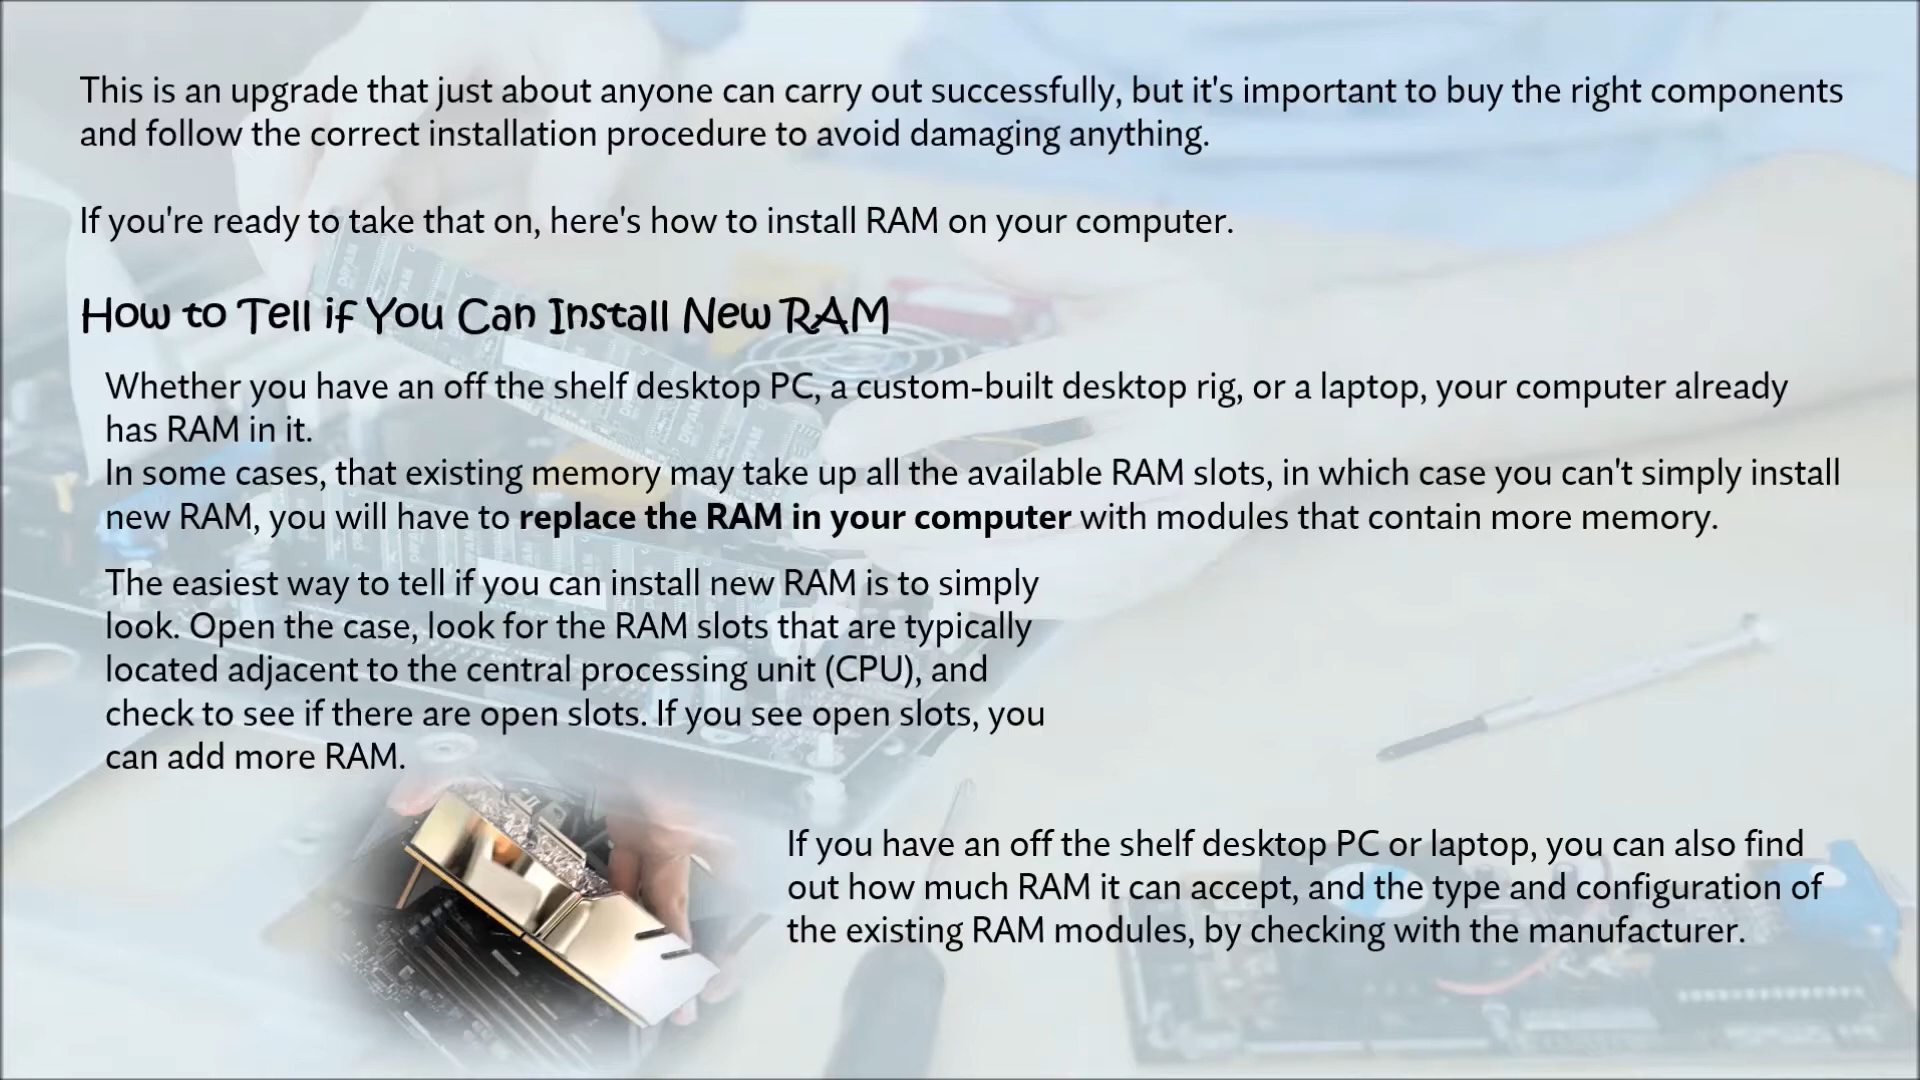 This is an upgrade that just about anyone can carry out successfully, but it's important to buy the right components
and follow the correct installation procedure to avoid damaging anything.
If you're ready to take that on, here's how to install RAM on your computer.
How to Tell if You Can Install New RAM
Whether you have an off the shelf desktop PC, a custom-built desktop rig, or a laptop, your computer already
has RAM in it.
In some cases, that existing memory may take up all the available RAM slots, in which case you can't simply install
new RAM, you will have to replace the RAM in your computer with modules that contain more memory.
The easiest way to tell if you can install new RAM is to simply
look. Open the case, look for the RAM slots that are typically
located adjacent to the central processing unit (CPU), and
check to see if there are open slots. If you see open slots, you
can add more RAM.
If you have an off the shelf desktop PC or laptop, you can also find
out how much RAM it can accept, and the type and configuration of
the existing RAM modules, by checking with the manufacturer.